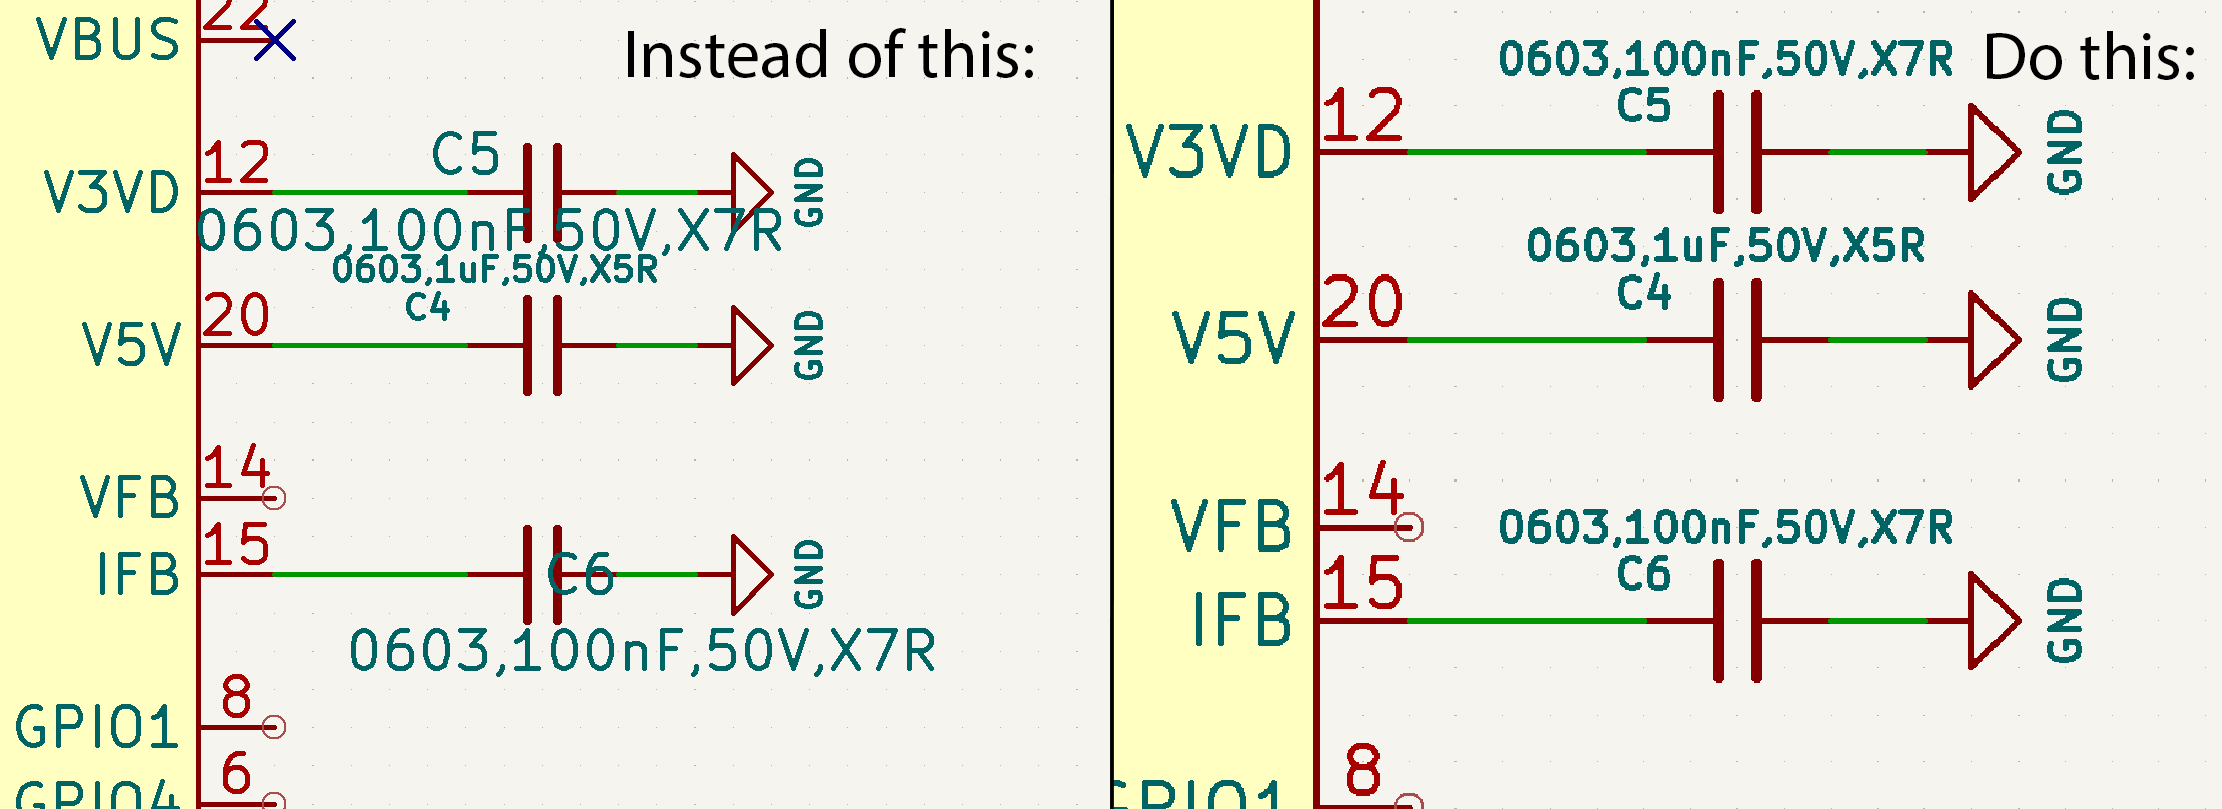 22
VBUS
Instead of this:
12
V3VD
C5
GND
0603,100nF,50V,X7R
0603,1uF,50V,X5R
C4
20
V5V
GND
14
VFB
15
IFB
C6
GND
0603,100nF,50V,X7R
8
GPIO1
6
GPIO4
Do this:
0603,100nF,50V,X7R
C5
12
V3VD
GND
0603,1uF,50V,X5R
C4
20
V5V
GND
14
VFB
0603,100nF,50V,X7R
C6
15
IFB
GND
8
GPIO1